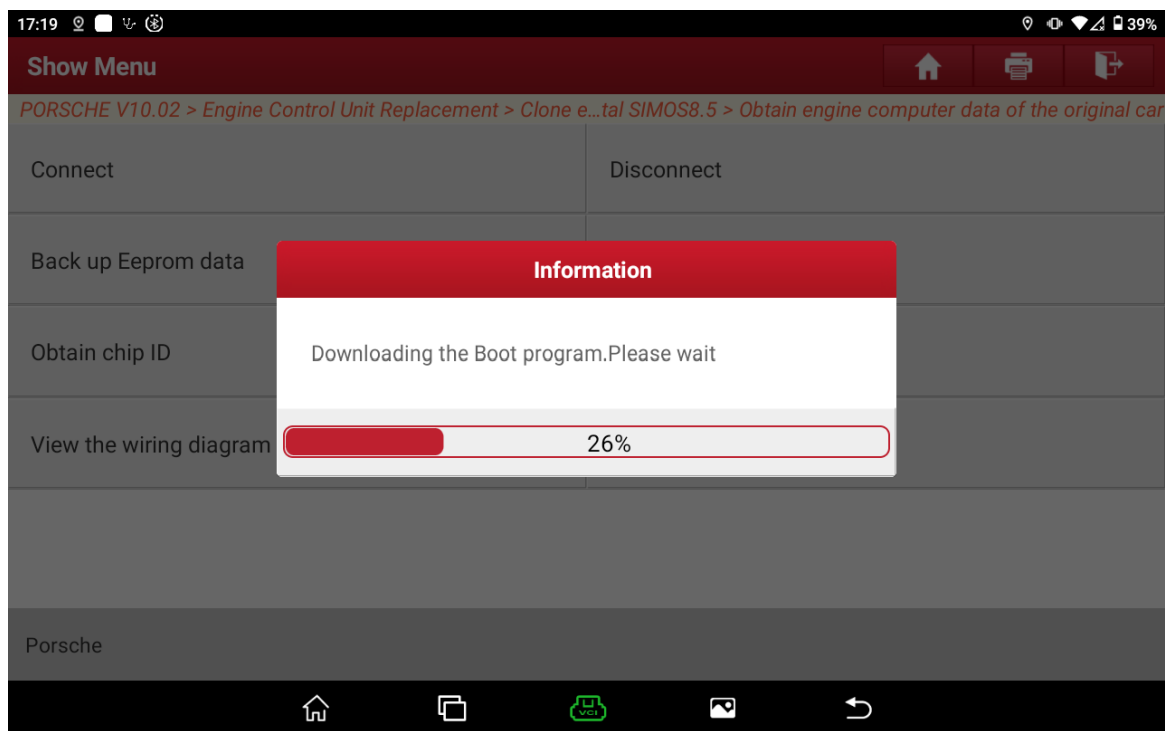 17:19 39%
Show Menu
PORSCHE V10.02 > Engine Control Unit Replacement > Clone e...tal SIMOS8.5 > Obtain engine computer data of the original car
Connect Disconnect
Back up Eeprom data
Information
Obtain chip ID
Downloading the Boot program.Please wait
View the wiring diagram
26%
Porsche
VCI